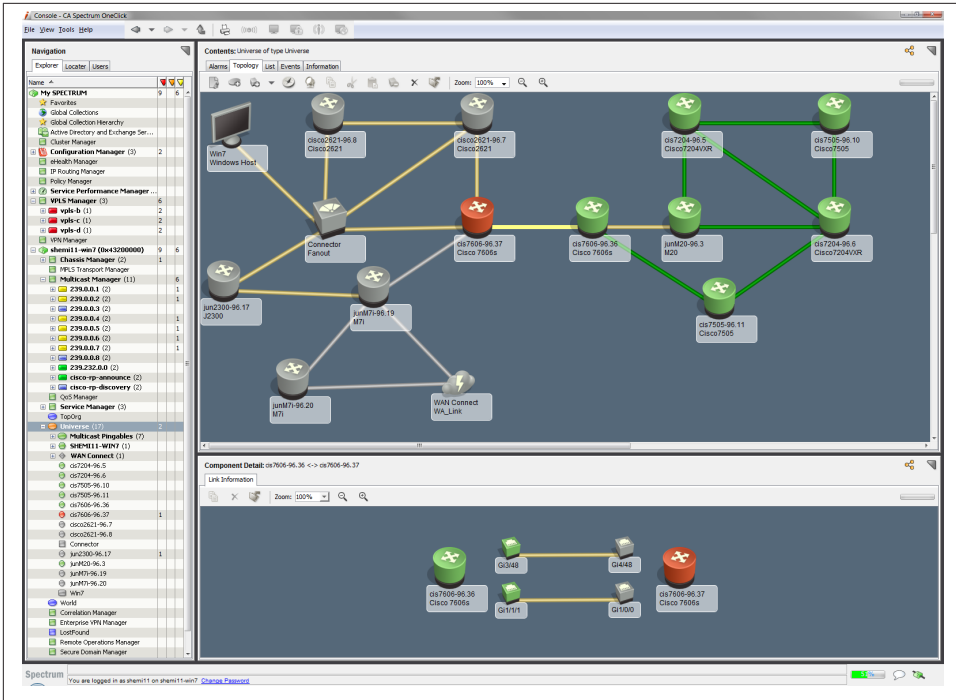 Console - CA Spectrum OneClick
File View Tools Help
Navigation
Explorer Locater Users
Name
My SPECTRUM 9 6
Favorites
Global Collections
Global Collection Hierarchy
Active Directory and Exchange Ser...
Cluster Manager
Configuration Manager (3) 2
eHealth Manager
IP Routing Manager
Policy Manager
Service Performance Manager ...
VPLS Manager (3) 6
vpls-b (1) 2
vpls-c (1) 2
vpls-d (1) 2
VPN Manager
shemi11-win7 (0x43200000) 9 6
Chassis Manager (2) 1
MPLS Transport Manager
Multicast Manager (11) 6
239.0.0.1 (2) 1
239.0.0.2 (2) 1
239.0.0.3 (2)
239.0.0.4 (2) 1
239.0.0.5 (2) 1
239.0.0.6 (2) 1
239.0.0.7 (2) 1
239.0.0.8 (2)
239.232.0.0 (2)
cisco-rp-announce (2)
cisco-rp-discovery (2)
QoS Manager
Service Manager (3)
TopOrg
Universe (17) 2
Multicast Pingables (7)
SHEMI11-WIN7 (1)
WAN Connect (1)
cis7204-96.5
cis7204-96.6
cis7505-96.10
cis7505-96.11
cis7606-96.36
cis7606-96.37 1
cisco2621-96.7
cisco2621-96.8
Connector
jun2300-96.17 1
junM20-96.3
junM7i-96.19
junM7i-96.20
Win7
World
Correlation Manager
Enterprise VPN Manager
LostFound
Remote Operations Manager
Secure Domain Manager
Contents: Universe of type Universe
Alarms Topology List Events Information
Zoom: 100%
Win7
Windows Host
cisco2621-96.8
Cisco2621
cisco2621-96.7
Cisco2621
cis7204-96.5
Cisco7204VXR
cis7505-96.10
Cisco7505
Connector
Fanout
cis7606-96.37
Cisco 7606s
cis7606-96.36
Cisco 7606s
junM20-96.3
M20
cis7204-96.6
Cisco7204VXR
jun2300-96.17
J2300
junM7i-96.19
M7i
cis7505-96.11
Cisco7505
junM7i-96.20
M7i
WAN Connect
WA_Link
Component Detail: cis7606-96.36 <-> cis7606-96.37
Link Information
Zoom: 100%
cis7606-96.36
Cisco 7606s
Gi3/48
Gi4/48
Gi1/1/1
Gi1/0/0
cis7606-96.37
Cisco 7606s
Spectrum
You are logged in as shemi11 on shemi11-win7 Change Password